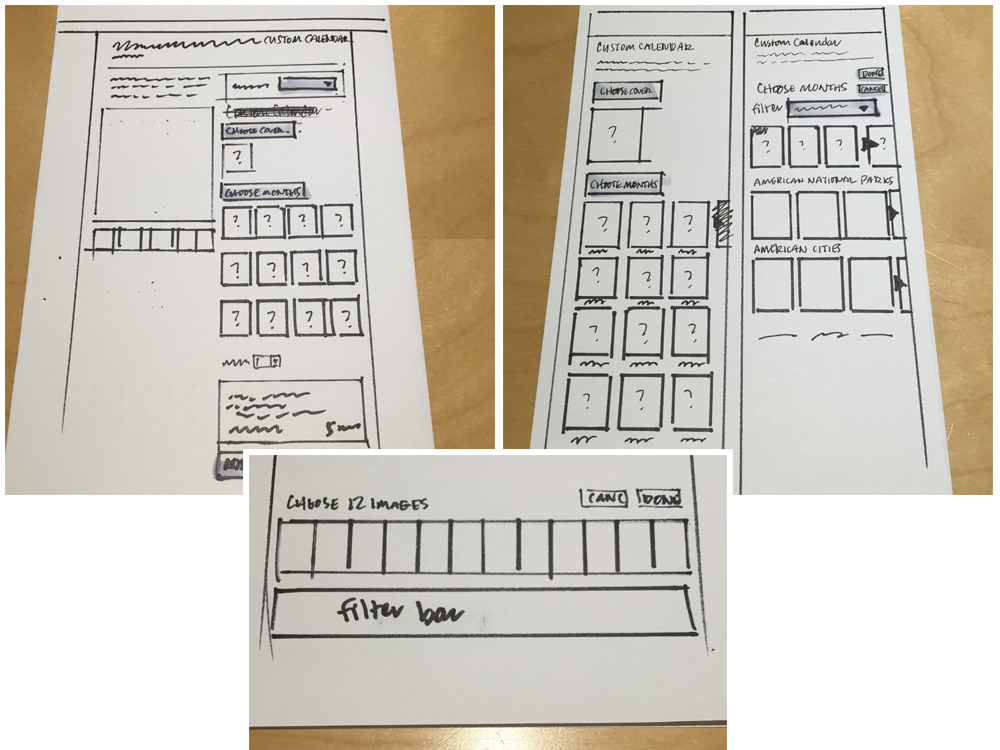 CUSTOM CALENDAR
Custom Calendar
CHOOSE COVER
?
CHOOSE MONTHS
? ? ? ?
? ? ? ?
? ? ? ?
CUSTOM CALENDAR
CHOOSE COVER
?
CHOOSE MONTHS
? ? ?
? ? ?
? ? ?
? ? ?
Custom Calendar
DONE
CHOOSE MONTHS CANCEL
filter
? ? ? ?
AMERICAN NATIONAL PARKS
AMERICAN CITIES
CHOOSE 12 IMAGES CANC DONE
filter bar